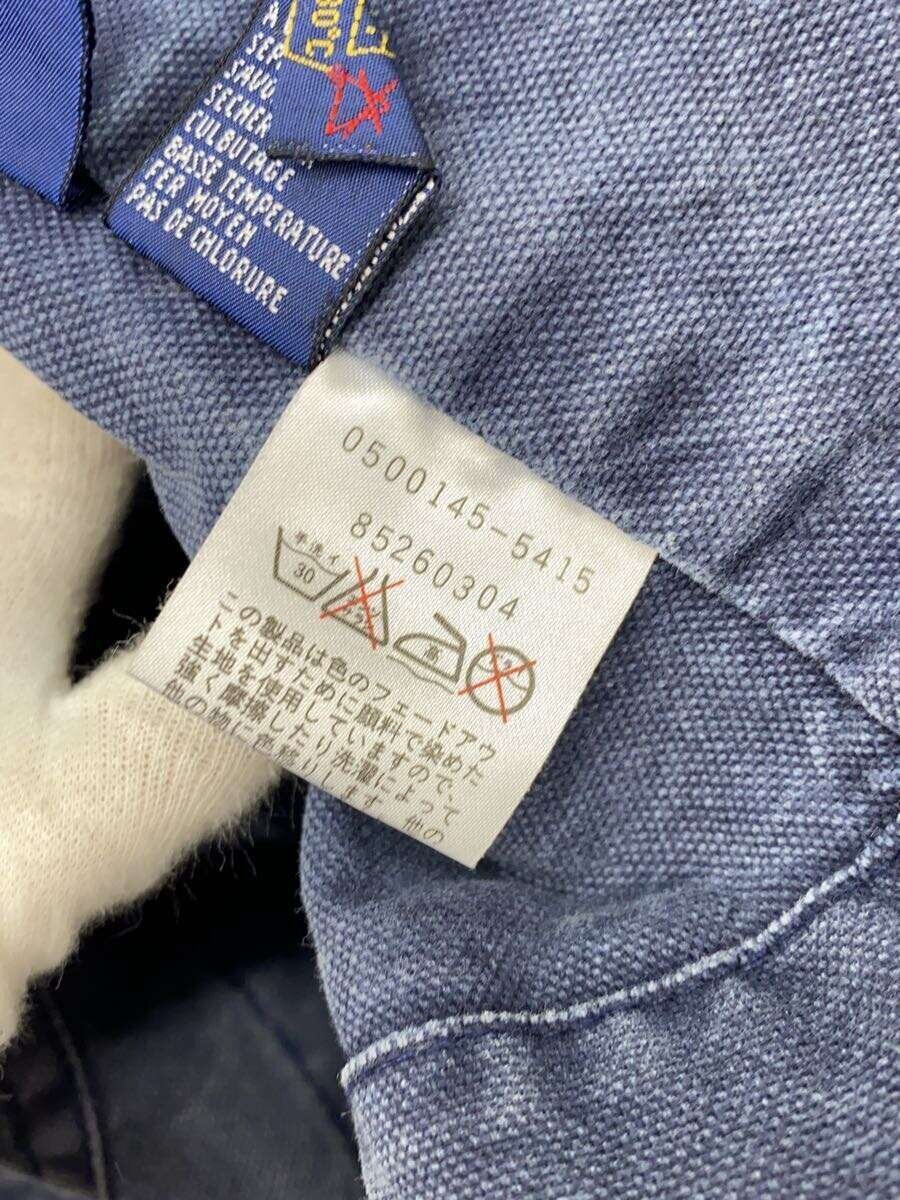 SECHER
CULBUTAGE
BASSE TEMPERATURE
FER MOYEN
PAS DE CHLORURE
0500145-5415
85260304
手洗イ
30
この製品は色のフェードアウ
トを出すために顔料で染めた
生地を使用していますので、
強く摩擦したり洗濯によって